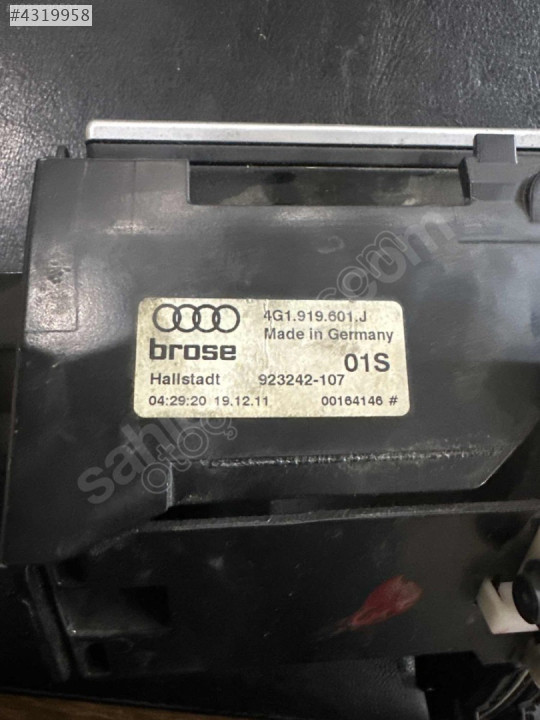 #4319958
4G1.919.601.J
Made in Germany
brose
01S
Hallstadt 923242-107
04:29:20 19.12.11 00164146 #